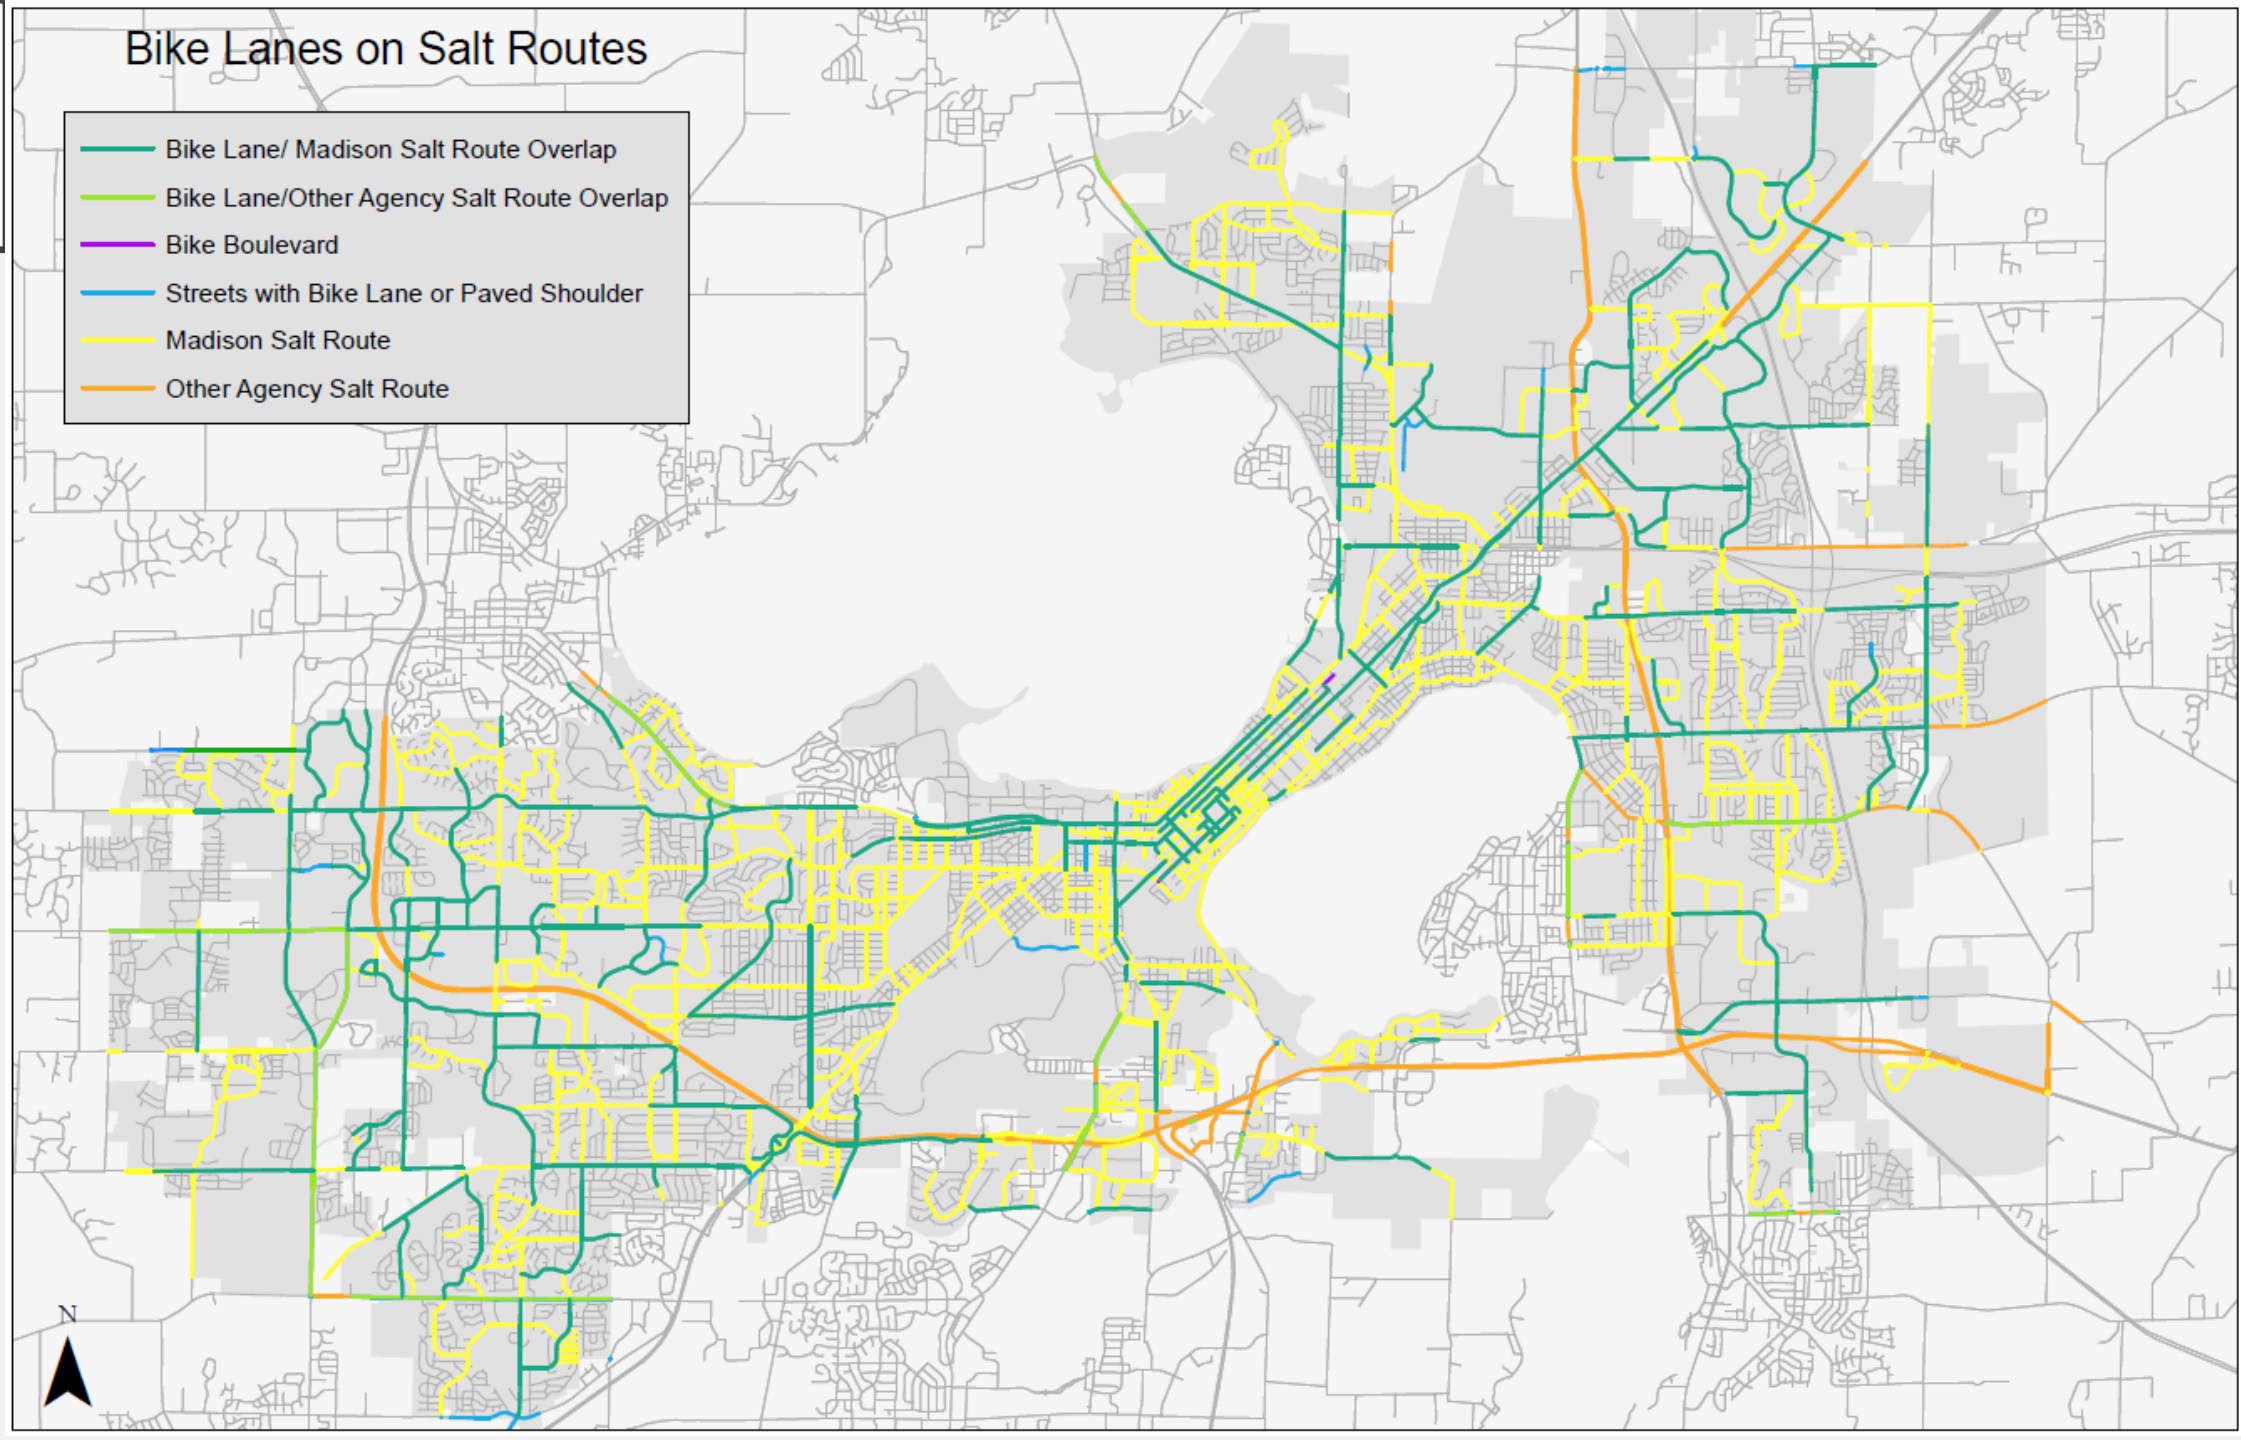 Bike Lanes on Salt Routes
Bike Lane/ Madison Salt Route Overlap
Bike Lane/Other Agency Salt Route Overlap
Bike Boulevard
Streets with Bike Lane or Paved Shoulder
Madison Salt Route
Other Agency Salt Route
N